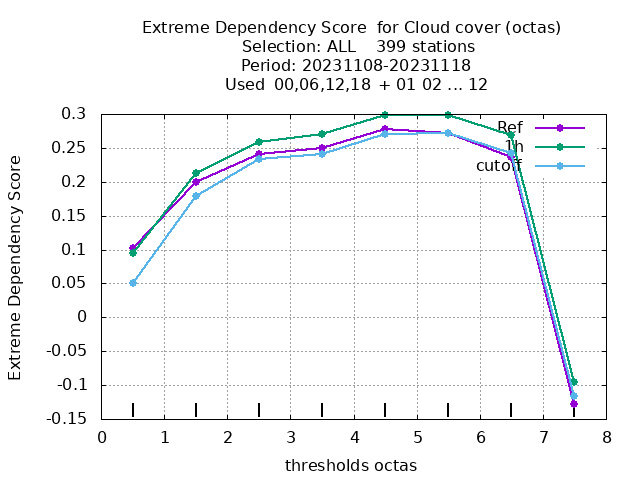 Extreme Dependency Score  for Cloud cover (octas)
Selection: ALL    399 stations
Period: 20231108-20231118
Used  00,06,12,18  + 01 02 ... 12
Extreme Dependency Score
0.3
0.25
0.2
0.15
0.1
0.05
0
-0.05
-0.1
-0.15
Ref
1h
cutoff
0 1 2 3 4 5 6 7 8
thresholds octas